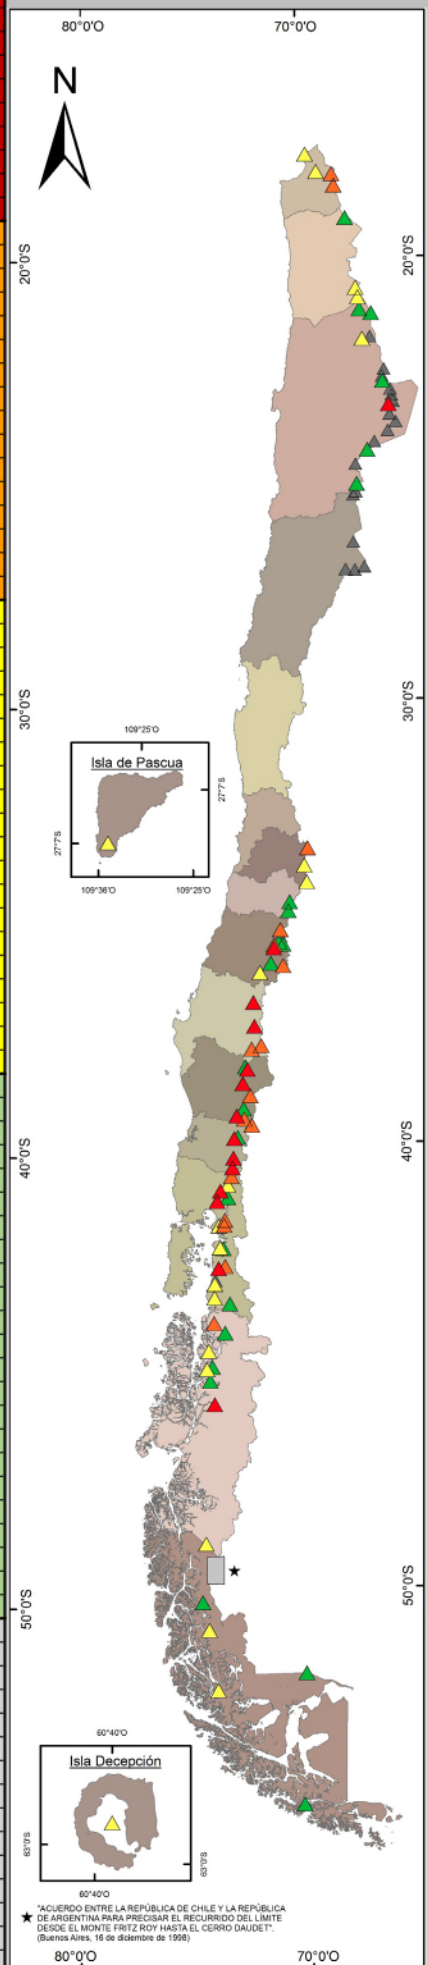 80°0'O 70°0'O
N
20°0'S 20°0'S
30°0'S 30°0'S
109°25'O
Isla de Pascua
27°7'S
27°7'S
109°36'O 109°25'O
40°0'S 40°0'S
50°0'S 50°0'S
60°40'O
Isla Decepción
63°0'S 63°0'S
60°40'O
"ACUERDO ENTRE LA REPÚBLICA DE CHILE Y LA REPÚBLICA
DE ARGENTINA PARA PRECISAR EL RECURRIDO DEL LÍMITE
DESDE EL MONTE FRITZ ROY HASTA EL CERRO DAUDET".
(Buenos Aires, 16 de diciembre de 1998)
80°0'O 70°0'O